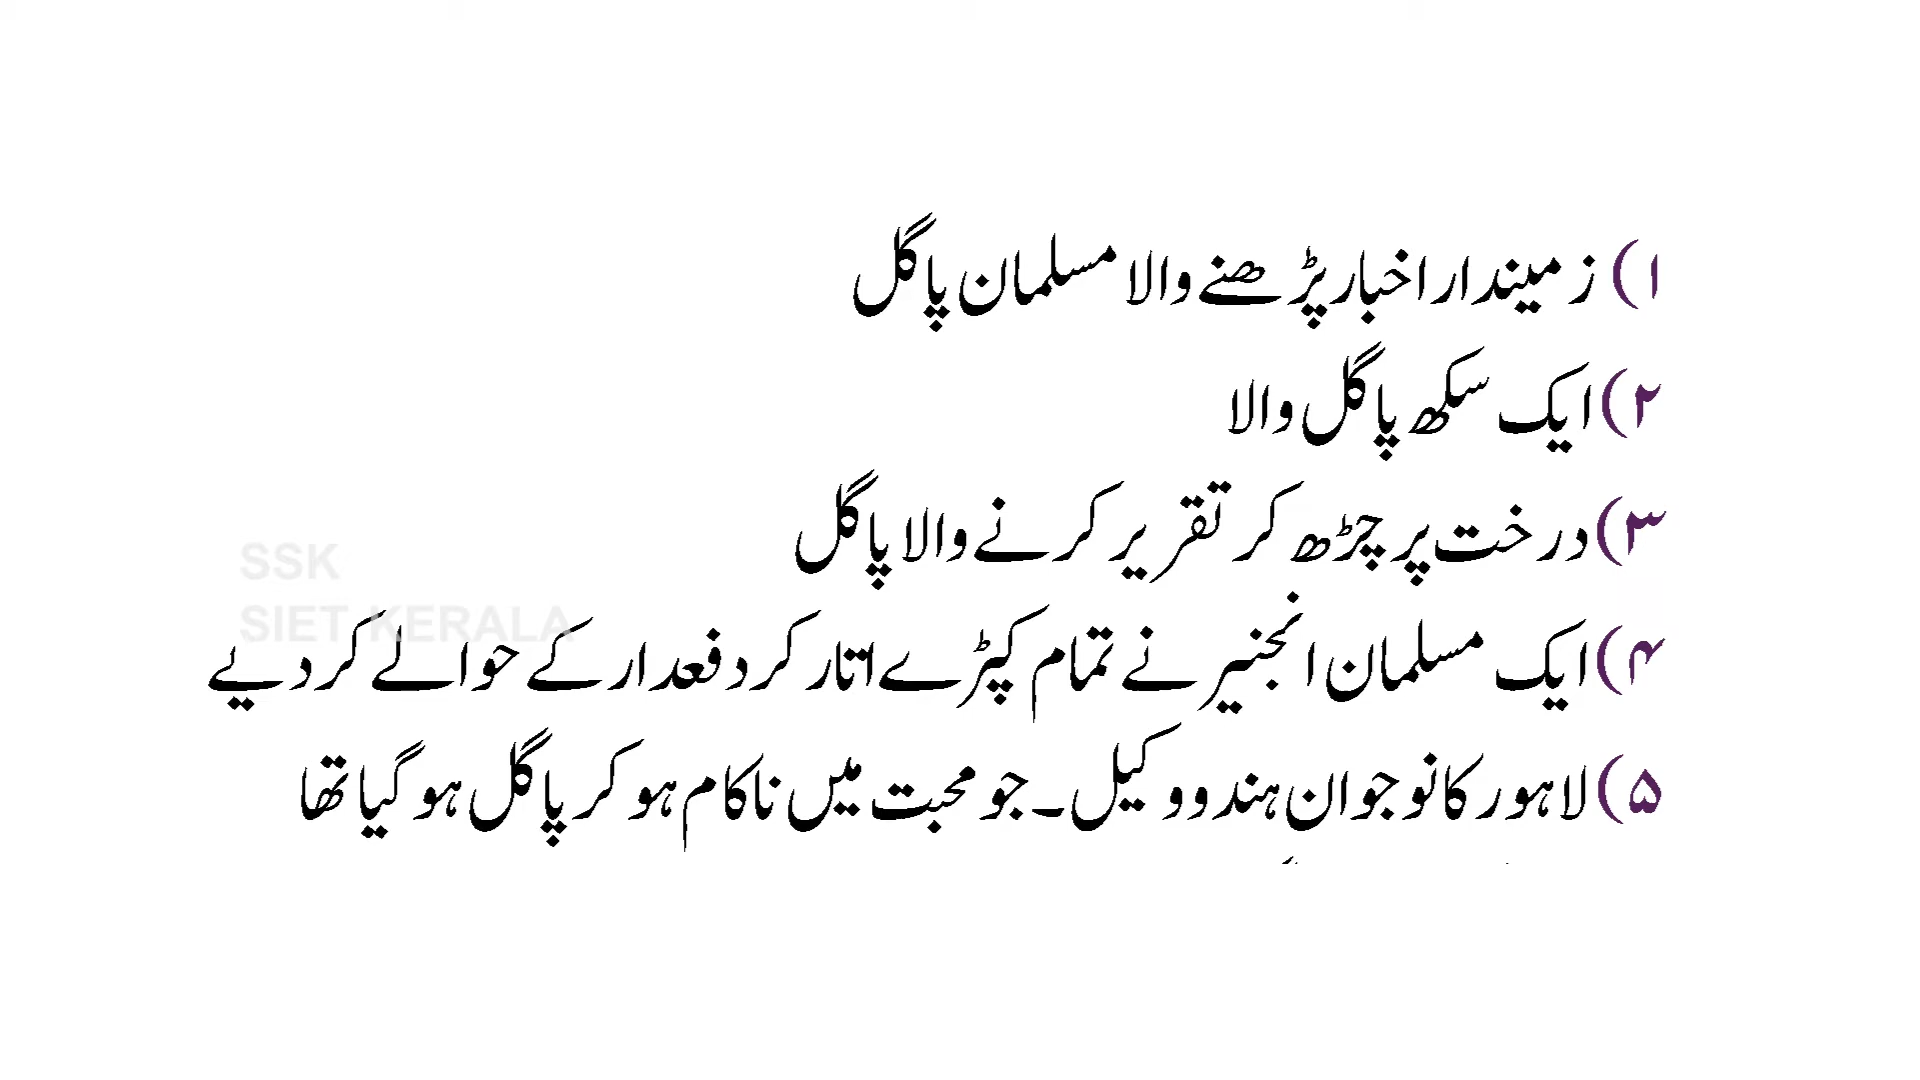 ۱) زمیندار اخبار پڑھنے والا مسلمان پاگل
۲) ایک سکھ پاگل والا
۳) درخت پر چڑھ کر تقریر کرنے والا پاگل
SSK
SIET KERALA
۴) ایک مسلمان انجنیر نے تمام کپڑے اتار کر دفعدار کے حوالے کر دیے
۵) لاہور کا نوجوان ہندو وکیل۔ جو محبت میں ناکام ہو کر پاگل ہو گیا تھا